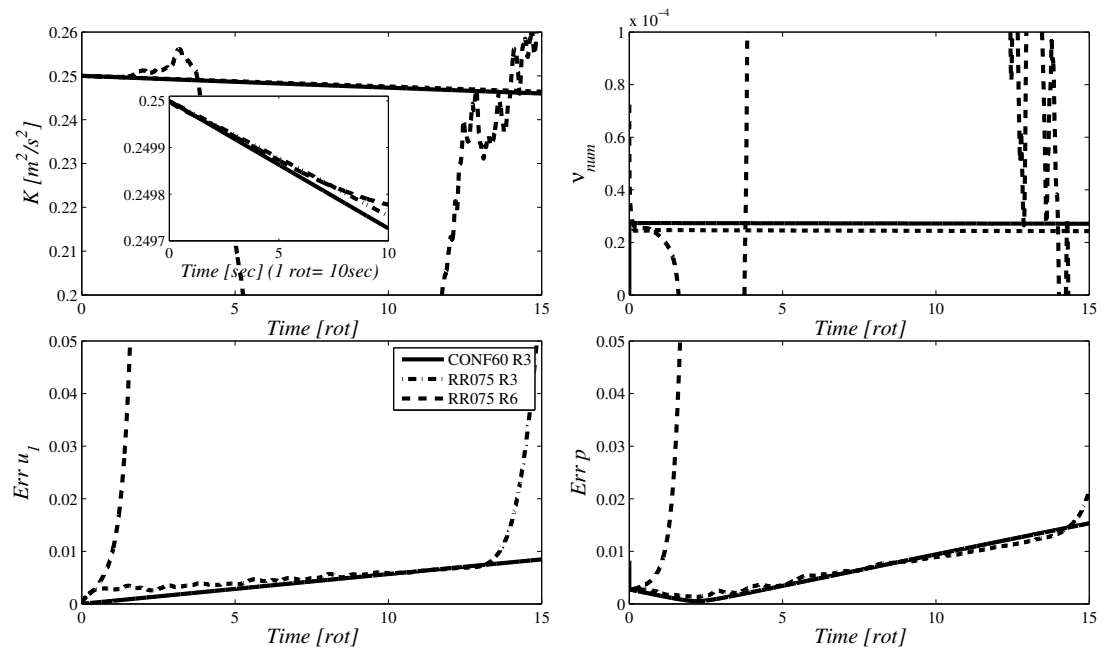 0.26
0.25
0.24
0.23
0.22
0.21
0.2
K [m²/s²]
0 5 10 15
Time [rot]
0.25
0.2499
0.2499
0.2498
0.2498
0.2497
0 5 10
Time [sec] (1 rot= 10sec)
x 10⁻⁴
1
0.8
0.6
0.4
0.2
0
ν_num
0 5 10 15
Time [rot]
0.05
0.04
0.03
0.02
0.01
0
Err u₁
0 5 10 15
Time [rot]
CONF60 R3
RR075 R3
RR075 R6
0.05
0.04
0.03
0.02
0.01
0
Err p
0 5 10 15
Time [rot]